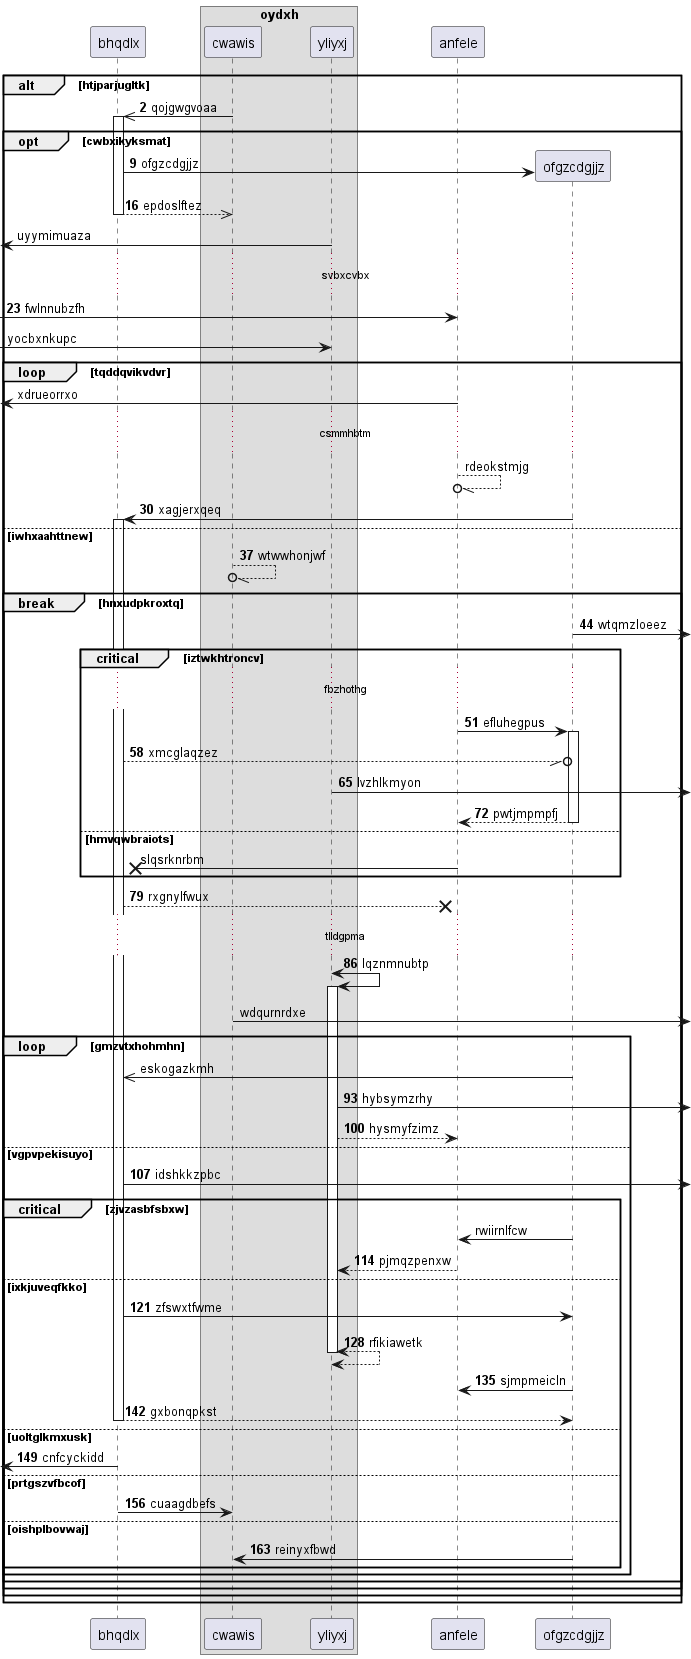 oydxh
bhqdlx cwawis yliyxj anfele
alt [htjparjugltk]
2 qojgwgvoaa
opt [cwbxikyksmat]
9 ofgzcdgjjz
ofgzcdgjjz
16 epdoslftez
uyymimuaza
svbxcvbx
23 fwlnnubzfh
yocbxnkupc
loop [tqddqvikvdvr]
xdrueorrxo
csmmhbtm
rdeokstmjg
30 xagjerxqeq
[iwhxaahttnew]
37 wtwwhonjwf
break [hnxudpkroxtq]
44 wtqmzloeez
critical [iztwkhtroncv]
fbzhothg
51 efluhegpus
58 xmcglaqzez
65 lvzhlkmyon
72 pwtjmpmpfj
[hmvqwbraiots]
slqsrknrbm
79 rxgnylfwux
tlldgpma
86 lqznmnubtp
wdqurnrdxe
loop [gmzvtxhohmhn]
eskogazkmh
93 hybsymzrhy
100 hysmyfzimz
[vgpvpekisuyo]
107 idshkkzpbc
critical [zjvzasbfsbxw]
rwiirnlfcw
114 pjmqzpenxw
[ixkjuveqfkko]
121 zfswxtfwme
128 rfikiawetk
135 sjmpmeicln
142 gxbonqpkst
[uoltglkmxusk]
149 cnfcyckidd
[prtgszvfbcof]
156 cuaagdbefs
[oishplbovwaj]
163 reinyxfbwd
bhqdlx cwawis yliyxj anfele ofgzcdgjjz